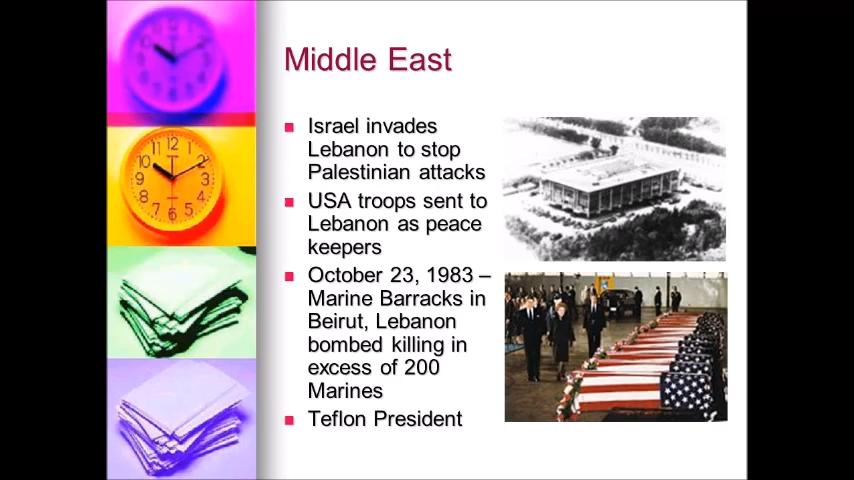 Middle East
Israel invades
Lebanon to stop
Palestinian attacks
USA troops sent to
Lebanon as peace
keepers
October 23, 1983 –
Marine Barracks in
Beirut, Lebanon
bombed killing in
excess of 200
Marines
Teflon President